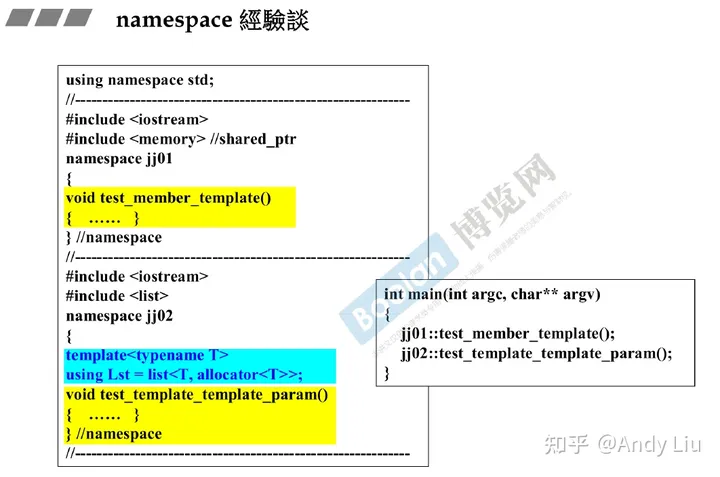 namespace 經驗談
using namespace std;
//--------------------------------------------------------------
#include <iostream>
#include <memory> //shared_ptr
namespace jj01
{
void test_member_template()
{ …… }
} //namespace
//--------------------------------------------------------------
#include <iostream>
#include <list>
namespace jj02
{
template<typename T>
using Lst = list<T, allocator<T>>;
void test_template_template_param()
{ …… }
} //namespace
//--------------------------------------------------------------
int main(int argc, char** argv)
{
jj01::test_member_template();
jj02::test_template_template_param();
}
Boolan 博览网
知乎 @Andy Liu